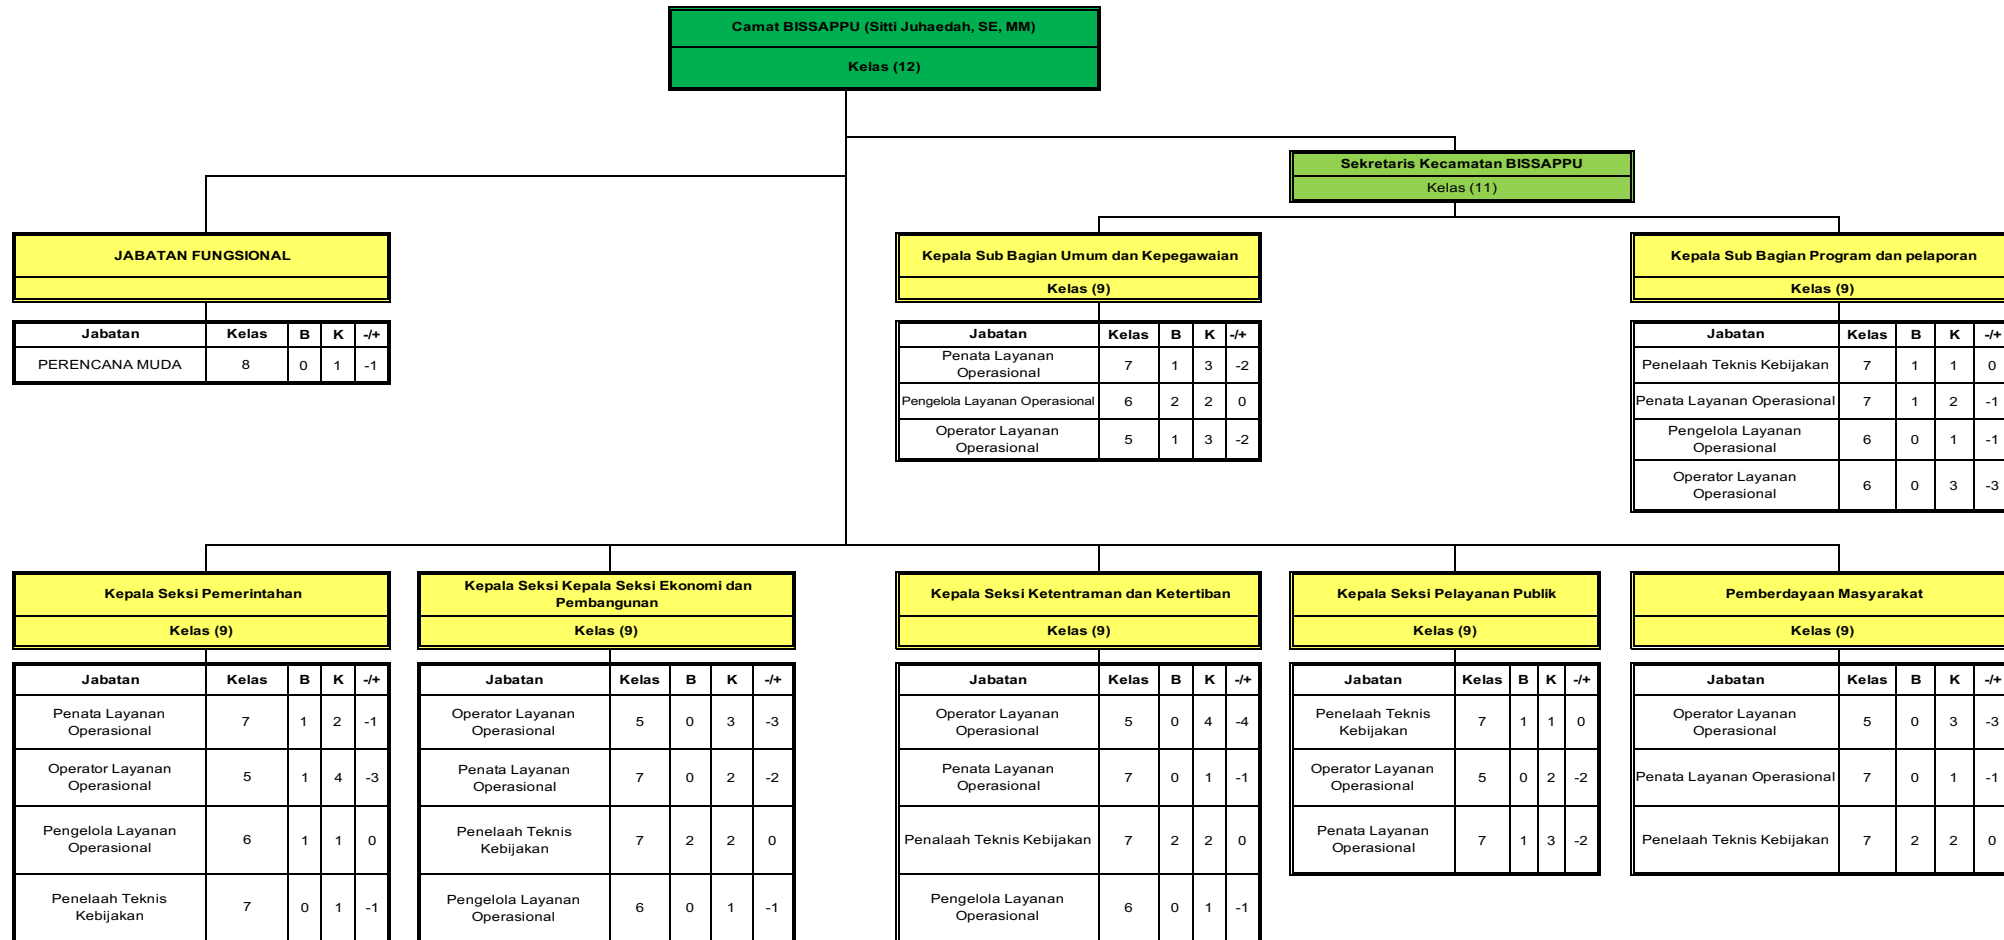 Camat BISSAPPU (Sitti Juhaedah, SE, MM)
Kelas (12)
Sekretaris Kecamatan BISSAPPU
Kelas (11)
JABATAN FUNGSIONAL
Jabatan Kelas B K -/+
PERENCANA MUDA 8 0 1 -1
Kepala Sub Bagian Umum dan Kepegawaian
Kelas (9)
Jabatan Kelas B K -/+
Penata Layanan
Operasional 7 1 3 -2
Pengelola Layanan Operasional 6 2 2 0
Operator Layanan
Operasional 5 1 3 -2
Kepala Sub Bagian Program dan pelaporan
Kelas (9)
Jabatan Kelas B K -/+
Penelaah Teknis Kebijakan 7 1 1 0
Penata Layanan Operasional 7 1 2 -1
Pengelola Layanan
Operasional 6 0 1 -1
Operator Layanan
Operasional 6 0 3 -3
Kepala Seksi Pemerintahan
Kelas (9)
Jabatan Kelas B K -/+
Penata Layanan
Operasional 7 1 2 -1
Operator Layanan
Operasional 5 1 4 -3
Pengelola Layanan
Operasional 6 1 1 0
Penelaah Teknis
Kebijakan 7 0 1 -1
Kepala Seksi Kepala Seksi Ekonomi dan
Pembangunan
Kelas (9)
Jabatan Kelas B K -/+
Operator Layanan
Operasional 5 0 3 -3
Penata Layanan
Operasional 7 0 2 -2
Penelaah Teknis
Kebijakan 7 2 2 0
Pengelola Layanan
Operasional 6 0 1 -1
Kepala Seksi Ketentraman dan Ketertiban
Kelas (9)
Jabatan Kelas B K -/+
Operator Layanan
Operasional 5 0 4 -4
Penata Layanan
Operasional 7 0 1 -1
Penalaah Teknis Kebijakan 7 2 2 0
Pengelola Layanan
Operasional 6 0 1 -1
Kepala Seksi Pelayanan Publik
Kelas (9)
Jabatan Kelas B K -/+
Penelaah Teknis
Kebijakan 7 1 1 0
Operator Layanan
Operasional 5 0 2 -2
Penata Layanan
Operasional 7 1 3 -2
Pemberdayaan Masyarakat
Kelas (9)
Jabatan Kelas B K -/+
Operator Layanan
Operasional 5 0 3 -3
Penata Layanan Operasional 7 0 1 -1
Penelaah Teknis Kebijakan 7 2 2 0